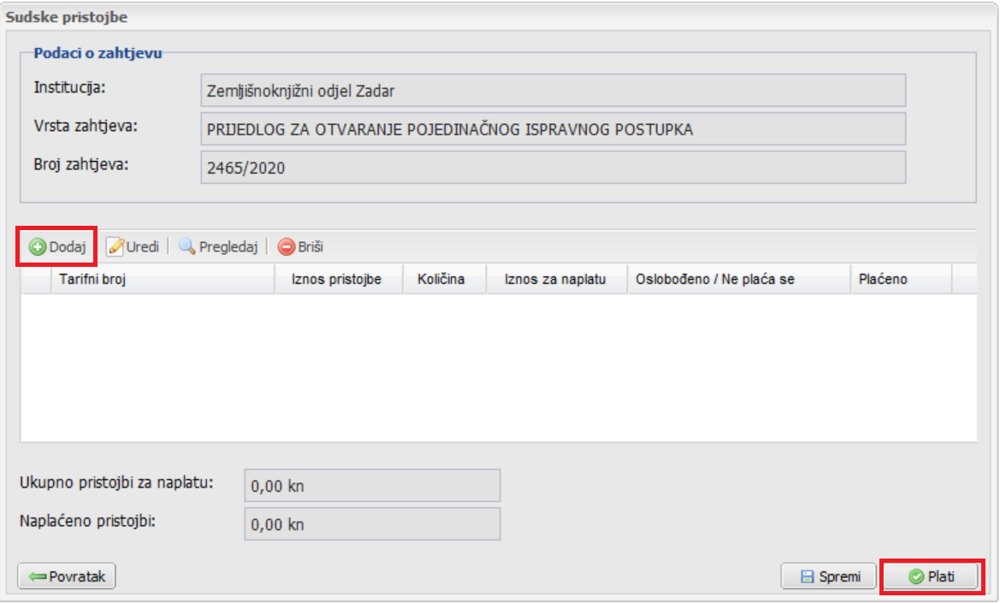 Sudske pristojbe
Podaci o zahtjevu
Institucija: Zemljišnoknjižni odjel Zadar
Vrsta zahtjeva: PRIJEDLOG ZA OTVARANJE POJEDINAČNOG ISPRAVNOG POSTUPKA
Broj zahtjeva: 2465/2020
Dodaj Uredi Pregledaj Briši
Tarifni broj Iznos pristojbe Količina Iznos za naplatu Oslobođeno / Ne plaća se Plaćeno
Ukupno pristojbi za naplatu: 0,00 kn
Naplaćeno pristojbi: 0,00 kn
Povratak Spremi Plati